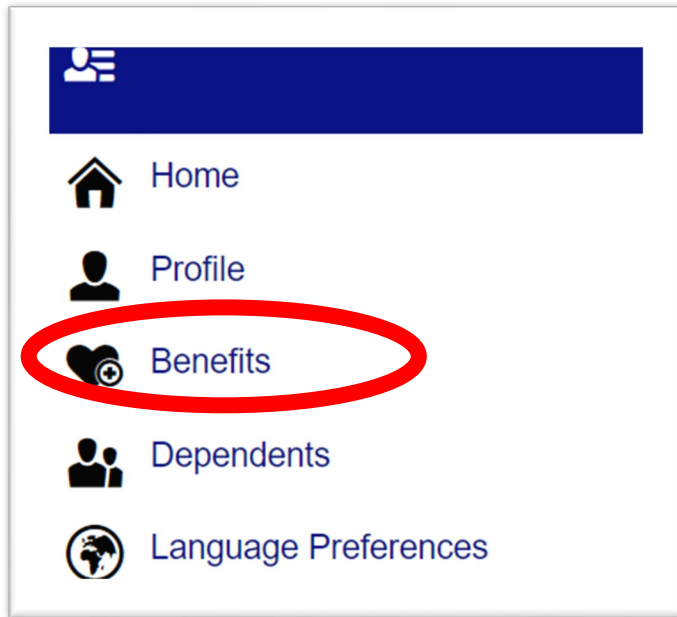 Home
Profile
Benefits
Dependents
Language Preferences